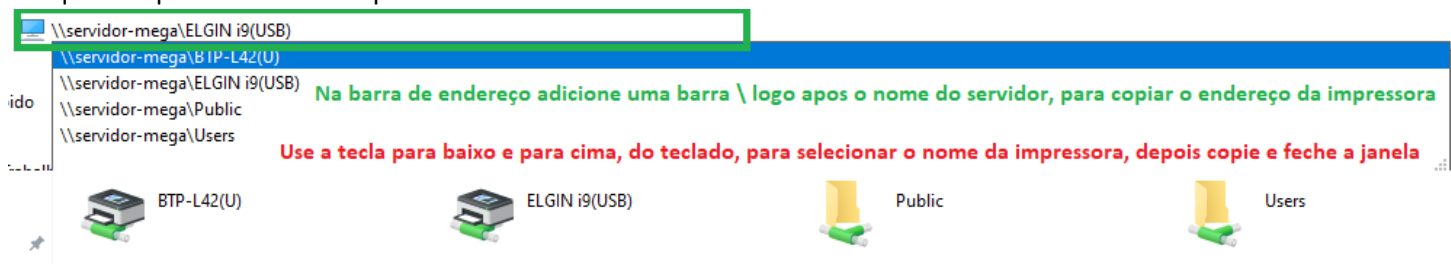 \\servidor-mega\ELGIN i9(USB)
\\servidor-mega\BTP-L42(U)
\\servidor-mega\ELGIN i9(USB)
Na barra de endereço adicione uma barra \ logo apos o nome do servidor, para copiar o endereço da impressora
ido
\\servidor-mega\Public
\\servidor-mega\Users
Use a tecla para baixo e para cima, do teclado, para selecionar o nome da impressora, depois copie e feche a janela
BTP-L42(U)
ELGIN i9(USB)
Public
Users